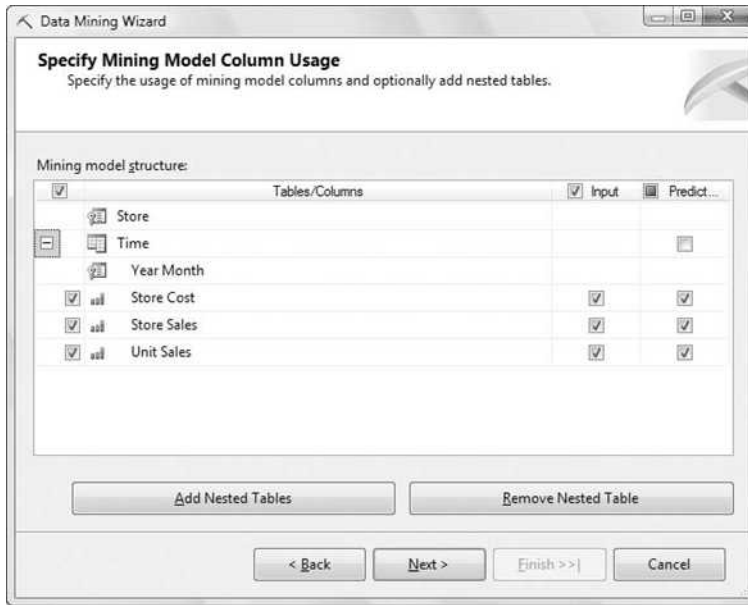 Data Mining Wizard
Specify Mining Model Column Usage
Specify the usage of mining model columns and optionally add nested tables.
Mining model structure:
Tables/Columns Input Predict...
Store
Time
Year Month
Store Cost
Store Sales
Unit Sales
Add Nested Tables Remove Nested Table
< Back Next > Finish >>| Cancel